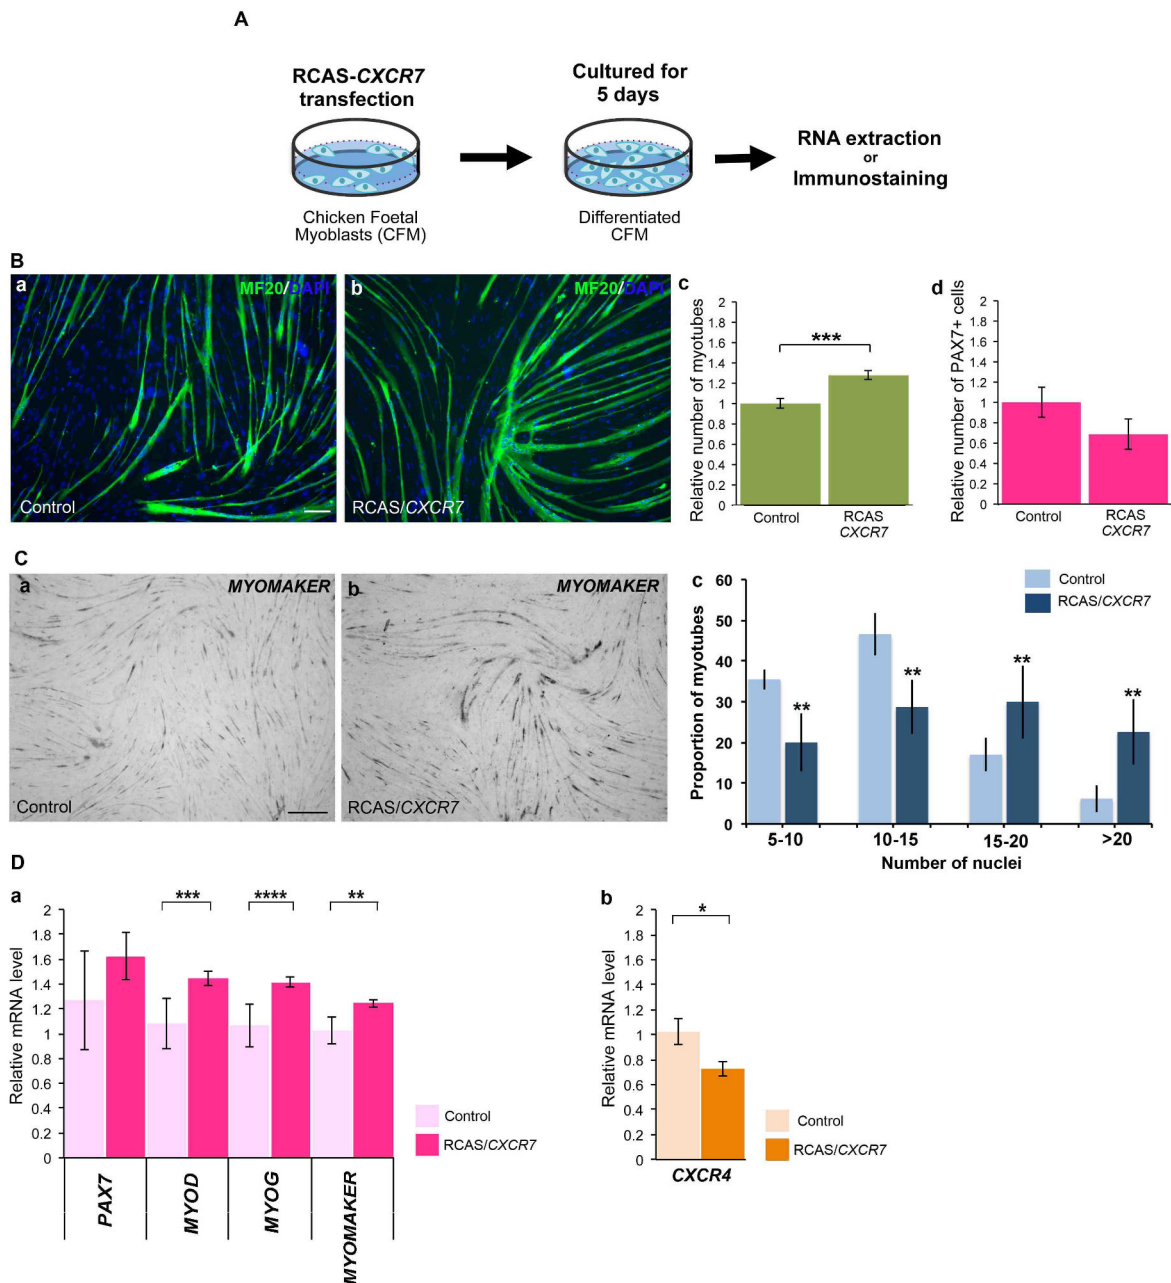 A
RCAS-CXCR7
transfection
Cultured for
5 days
RNA extraction
or
Immunostaining
Chicken Foetal
Myoblasts (CFM)
Differentiated
CFM
B
a
MF20/DAPI
Control
b
MF20/DAPI
RCAS/CXCR7
c
Relative number of myotubes
2
1.8
1.6
1.4
1.2
1
0.8
0.6
0.4
0.2
0
***
Control
RCAS
CXCR7
d
Relative number of PAX7+ cells
2
1.8
1.6
1.4
1.2
1
0.8
0.6
0.4
0.2
0
Control
RCAS
CXCR7
C
a
MYOMAKER
Control
b
MYOMAKER
RCAS/CXCR7
c
Control
RCAS/CXCR7
Proportion of myotubes
60
50
40
30
20
10
0
**
**
**
**
5-10
10-15
15-20
>20
Number of nuclei
D
a
Relative mRNA level
2
1.8
1.6
1.4
1.2
1
0.8
0.6
0.4
0.2
0
***
****
**
PAX7
MYOD
MYOG
MYOMAKER
Control
RCAS/CXCR7
b
Relative mRNA level
2
1.8
1.6
1.4
1.2
1
0.8
0.6
0.4
0.2
0
*
CXCR4
Control
RCAS/CXCR7